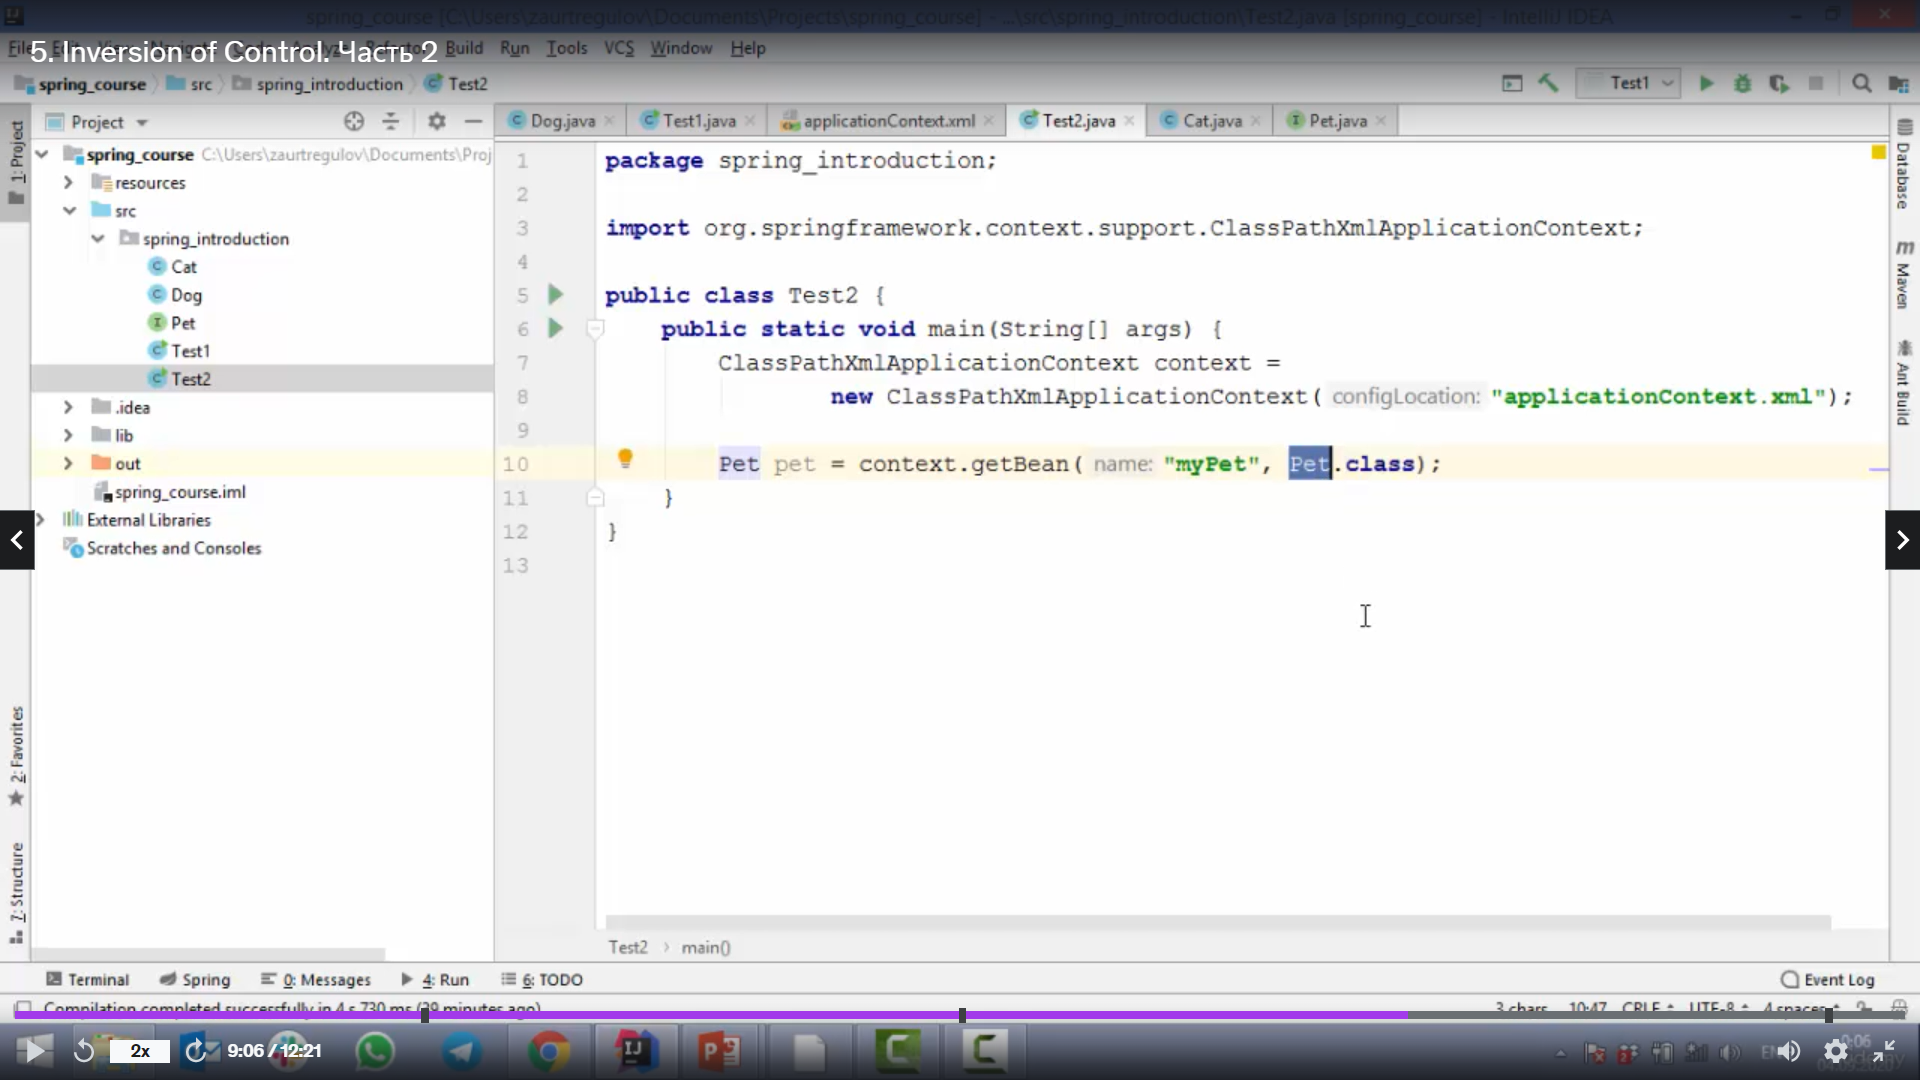 spring_course [C:\Users\zaurtregulov\Documents\Projects\spring_course] - ...\src\spring_introduction\Test2.java [spring_course] - IntelliJ IDEA
5. Inversion of Control. Часть 2
File Build Run Tools VCS Window Help
spring_course src spring_introduction Test2
Test1
1: Project
Project
Dog.java Test1.java applicationContext.xml Test2.java Cat.java Pet.java
spring_course C:\Users\zaurtregulov\Documents\Proj
resources
src
spring_introduction
Cat
Dog
Pet
Test1
Test2
.idea
lib
out
spring_course.iml
External Libraries
Scratches and Consoles
1 package spring_introduction;
2
3 import org.springframework.context.support.ClassPathXmlApplicationContext;
4
5 public class Test2 {
6 public static void main(String[] args) {
7 ClassPathXmlApplicationContext context =
8 new ClassPathXmlApplicationContext( configLocation: "applicationContext.xml");
9
10 Pet pet = context.getBean( name: "myPet", Pet.class);
11 }
12 }
13
Database
Maven
Ant Build
2: Favorites
7: Structure
Test2 main()
Terminal Spring 0: Messages 4: Run 6: TODO
Event Log
Compilation completed successfully in 4 s 730 ms (39 minutes ago)
3 chars 10:47 CRLF UTF-8 4 spaces
2x 9:06 / 12:21